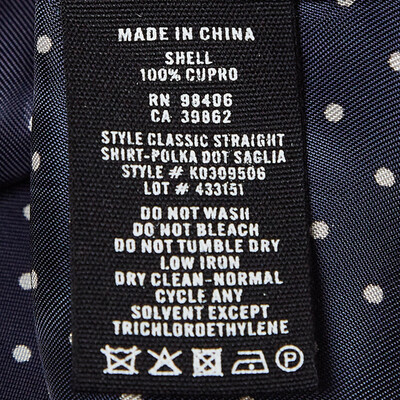 MADE IN CHINA
SHELL
100% CUPRO
RN 98406
CA 39862
STYLE CLASSIC STRAIGHT
SHIRT-POLKA DOT SAGLIA
STYLE # K0309506
LOT # 433151
DO NOT WASH
DO NOT BLEACH
DO NOT TUMBLE DRY
LOW IRON
DRY CLEAN-NORMAL
CYCLE ANY
SOLVENT EXCEPT
TRICHLOROETHYLENE
P